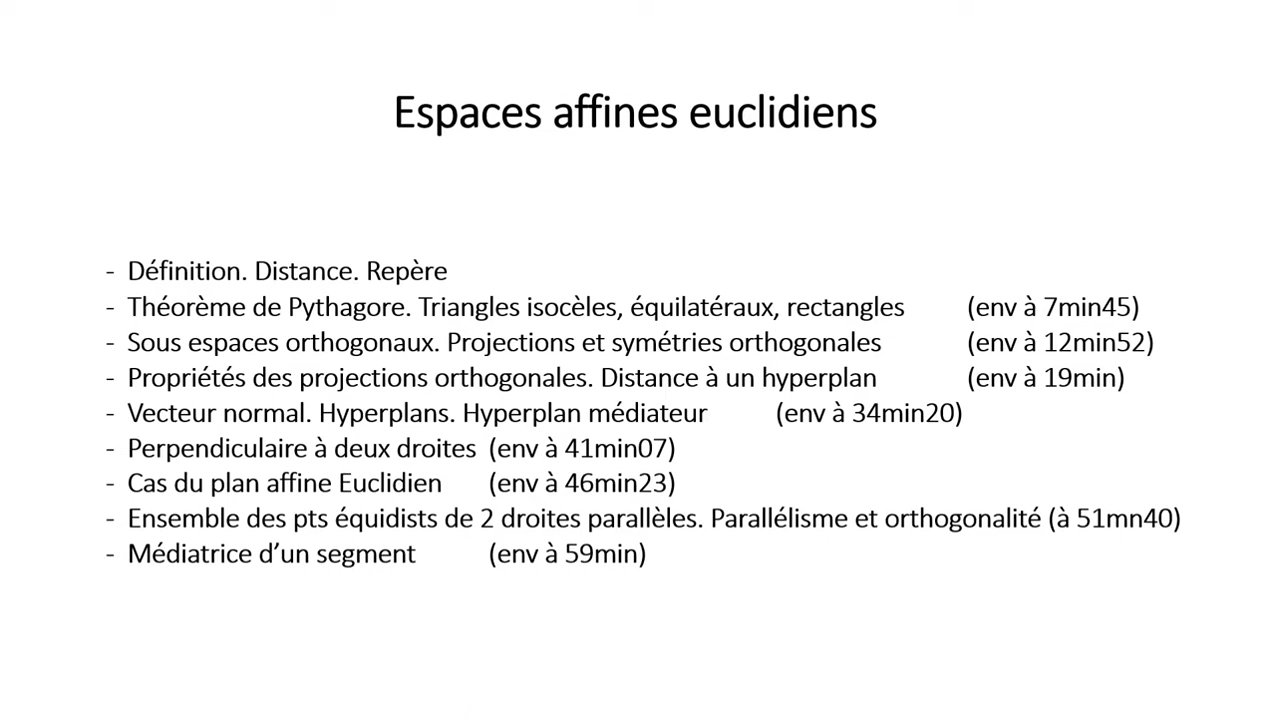 Espaces affines euclidiens
- Définition. Distance. Repère
- Théorème de Pythagore. Triangles isocèles, équilatéraux, rectangles (env à 7min45)
- Sous espaces orthogonaux. Projections et symétries orthogonales (env à 12min52)
- Propriétés des projections orthogonales. Distance à un hyperplan (env à 19min)
- Vecteur normal. Hyperplans. Hyperplan médiateur (env à 34min20)
- Perpendiculaire à deux droites (env à 41min07)
- Cas du plan affine Euclidien (env à 46min23)
- Ensemble des pts équidists de 2 droites parallèles. Parallélisme et orthogonalité (à 51mn40)
- Médiatrice d’un segment (env à 59min)